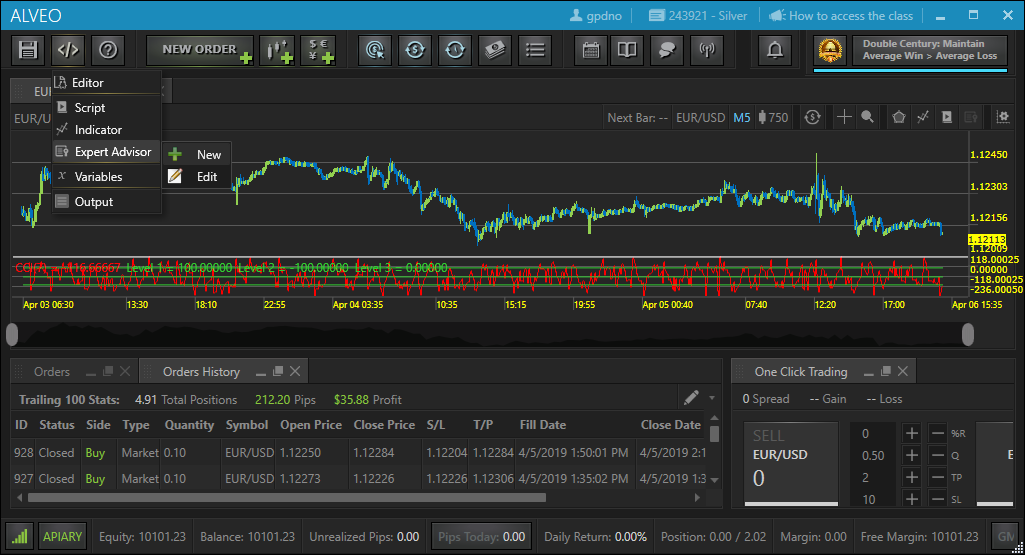 ALVEO gpdno 243921 - Silver How to access the class
NEW ORDER $ € ¥ Double Century: Maintain
Average Win > Average Loss
EUR
Editor
Script
Indicator
Expert Advisor
Variables
Output
New
Edit
EUR/U Next Bar: -- EUR/USD M5 750
1.12450
1.12303
1.12156
1.12113
1.12009
118.00025
0.00000
-118.00025
-236.00050
Level 1 = 100.00000 Level 2 = -100.00000 Level 3 = 0.00000
Apr 03 06:30 13:30 18:10 22:55 Apr 04 03:35 10:35 15:15 19:55 Apr 05 00:40 07:40 12:20 17:00 Apr 06 15:35
Orders Orders History
Trailing 100 Stats: 4.91 Total Positions 212.20 Pips $35.88 Profit
ID Status Side Type Quantity Symbol Open Price Close Price S/L T/P Fill Date Close Date
928 Closed Buy Market 0.10 EUR/USD 1.12250 1.12284 1.12204 1.12284 4/5/2019 1:50:01 PM 4/5/2019 2:1
927 Closed Buy Market 0.10 EUR/USD 1.12273 1.12226 1.12226 1.12306 4/5/2019 1:35:02 PM 4/5/2019 1:3
One Click Trading
0 Spread -- Gain -- Loss
SELL
EUR/USD
0
0 %R
0.50 Q
2 TP
10 SL
E
APIARY Equity: 10101.23 Balance: 10101.23 Unrealized Pips: 0.00 Pips Today: 0.00 Daily Return: 0.00% Position: 0.00 / 2.02 Margin: 0.00 Free Margin: 10101.23 GM